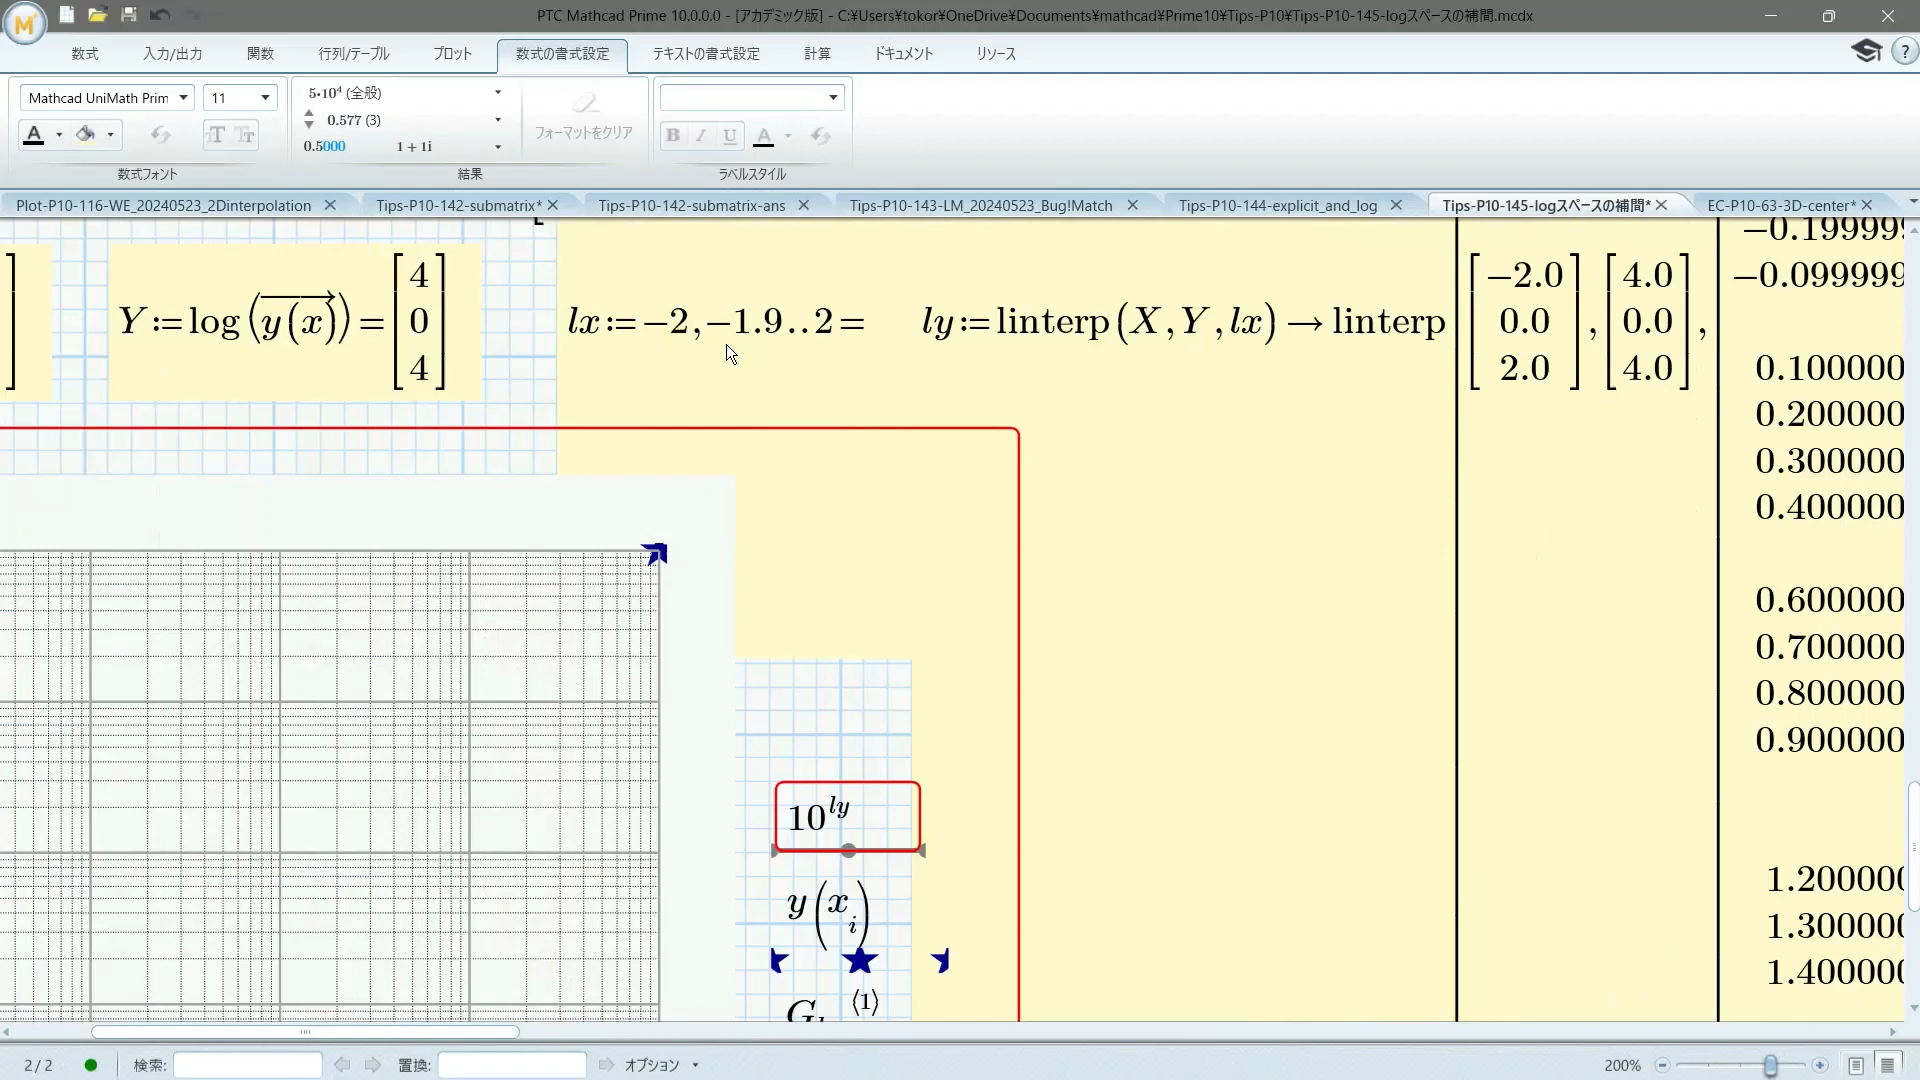 PTC Mathcad Prime 10.0.0.0 - [アカデミック版] - C:¥Users¥tokor¥OneDrive¥Documents¥mathcad¥Prime10¥Tips-P10¥Tips-P10-145-logスペースの補間.mcdx
数式 入力/出力 関数 行列/テーブル プロット 数式の書式設定 テキストの書式設定 計算 ドキュメント リソース
Mathcad UniMath Prim 11
5•10⁴ (全般)
0.577 (3)
0.5000 1 + 1i
フォーマットをクリア
B I U A
数式フォント 結果 ラベルスタイル
Plot-P10-116-WE_20240523_2Dinterpolation Tips-P10-142-submatrix* Tips-P10-142-submatrix-ans Tips-P10-143-LM_20240523_Bug!Match Tips-P10-144-explicit_and_log Tips-P10-145-logスペースの補間* EC-P10-63-3D-center*
Y≔log(y(x))=[4 0 4] lx≔−2,−1.9..2= ly≔linterp(X,Y,lx)→linterp [−2.0 0.0 2.0],[4.0 0.0 4.0],
−0.199999
−0.099999
0.100000
0.200000
0.300000
0.400000
0.600000
0.700000
0.800000
0.900000
1.200000
1.300000
1.400000
10^ly
y(x_i)
⟨1⟩
2 / 2 検索: 置換: オプション 200%